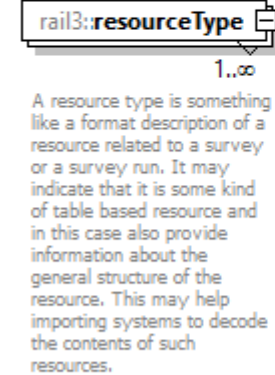 rail3::resourceType
1..∞
A resource type is something
like a format description of a
resource related to a survey
or a survey run. It may
indicate that it is some kind
of table based resource and
in this case also provide
information about the
general structure of the
resource. This may help
importing systems to decode
the contents of such
resources.